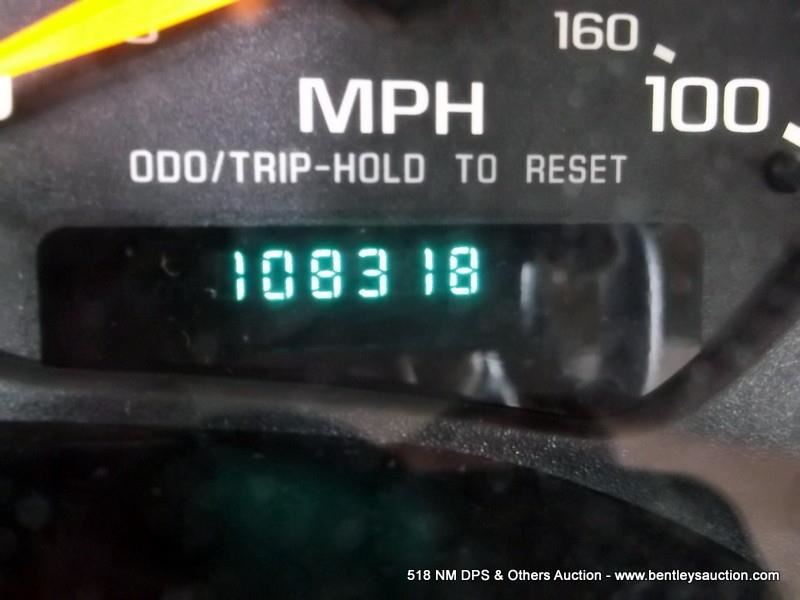 160
MPH 100
ODO/TRIP-HOLD TO RESET
108318
518 NM DPS & Others Auction - www.bentleysauction.com